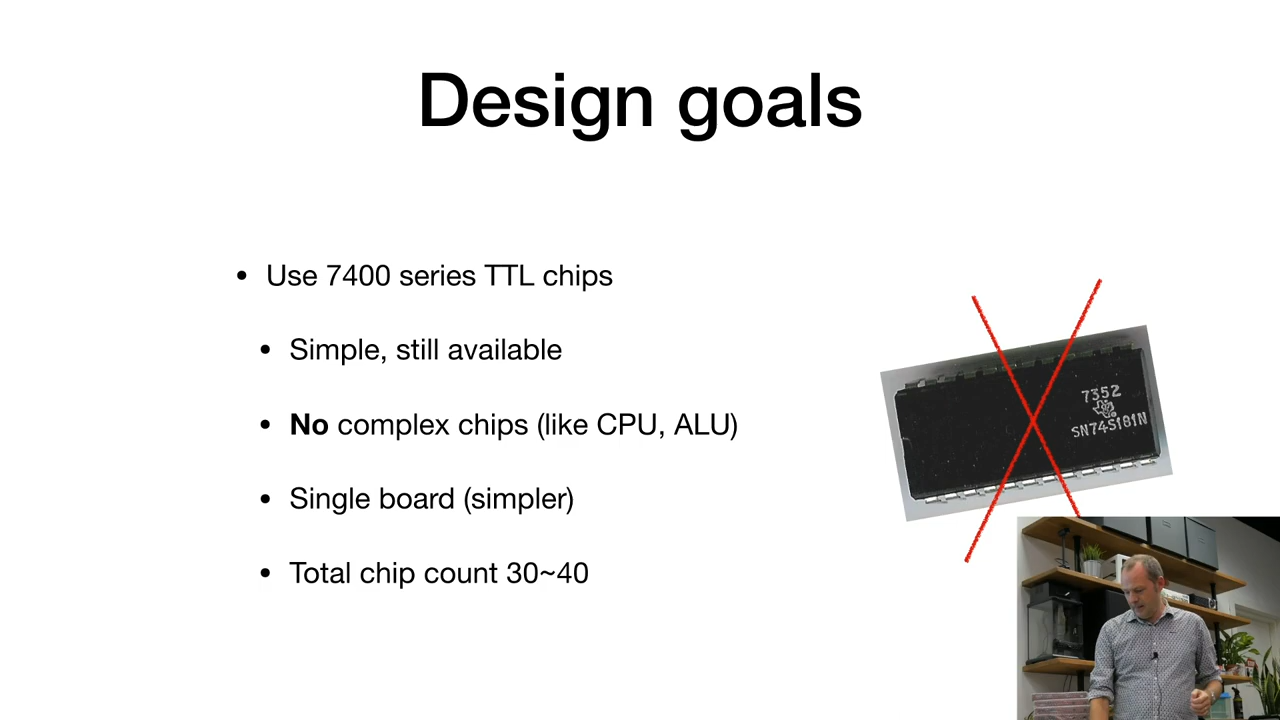 Design goals
• Use 7400 series TTL chips
• Simple, still available
• No complex chips (like CPU, ALU)
• Single board (simpler)
• Total chip count 30~40
7352
SN74S181N